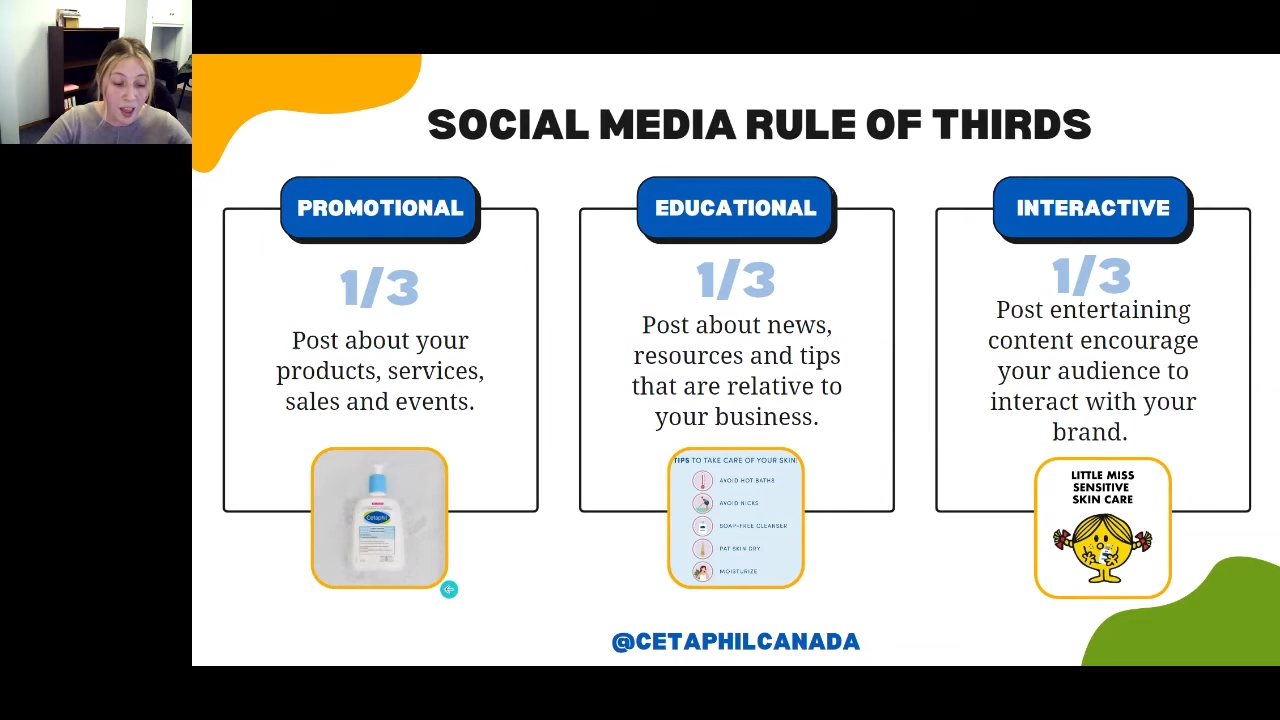 SOCIAL MEDIA RULE OF THIRDS
PROMOTIONAL
1/3
Post about your
products, services,
sales and events.
Cetaphil
EDUCATIONAL
1/3
Post about news,
resources and tips
that are relative to
your business.
TIPS TO TAKE CARE OF YOUR SKIN:
AVOID HOT BATHS
AVOID NICKS
SOAP-FREE CLEANSER
PAT SKIN DRY
MOISTURIZE
INTERACTIVE
1/3
Post entertaining
content encourage
your audience to
interact with your
brand.
LITTLE MISS
SENSITIVE
SKIN CARE
@CETAPHILCANADA